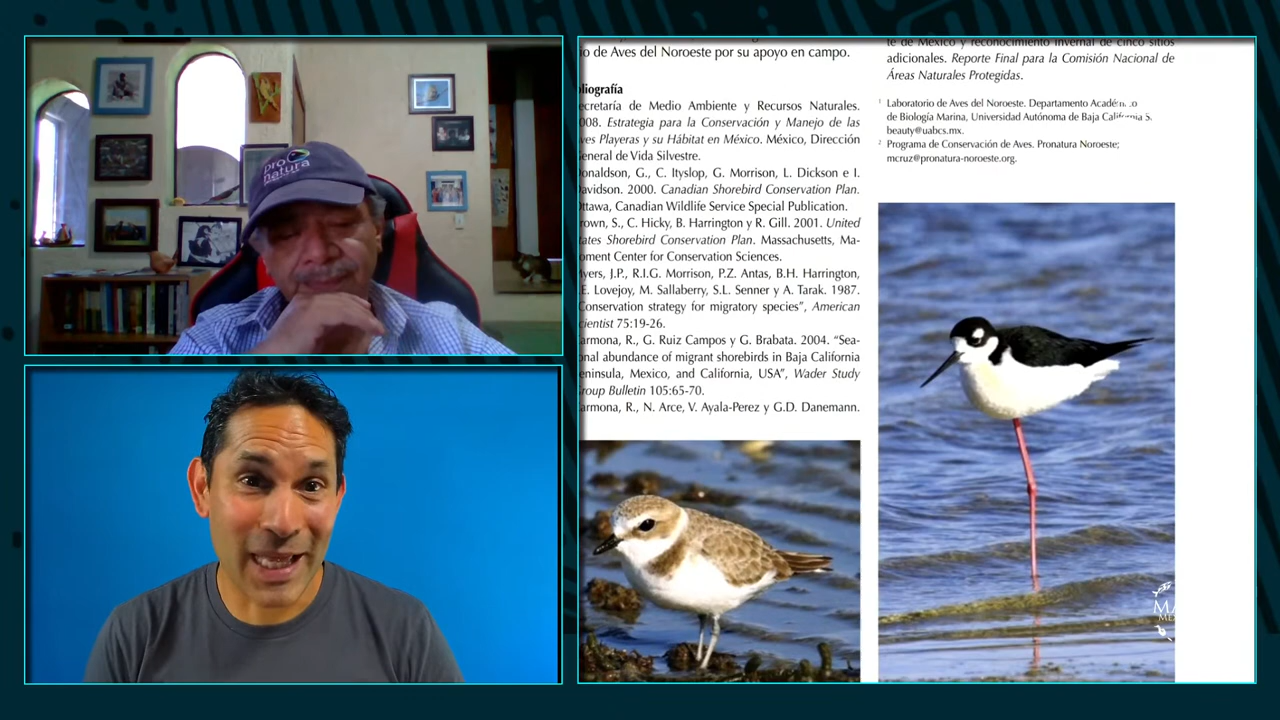 pro
natura
io de Aves del Noroeste por su apoyo en campo.
bliografía
ecretaría de Medio Ambiente y Recursos Naturales.
008. Estrategia para la Conservación y Manejo de las
ves Playeras y su Hábitat en México. México, Dirección
General de Vida Silvestre.
onaldson, G., C. Ityslop, G. Morrison, L. Dickson e I.
avidson. 2000. Canadian Shorebird Conservation Plan.
ttawa, Canadian Wildlife Service Special Publication.
rown, S., C. Hicky, B. Harrington y R. Gill. 2001. United
tates Shorebird Conservation Plan. Massachusetts, Ma-
oment Center for Conservation Sciences.
yers, J.P., R.I.G. Morrison, P.Z. Antas, B.H. Harrington,
.E. Lovejoy, M. Sallaberry, S.L. Senner y A. Tarak. 1987.
Conservation strategy for migratory species", American
cientist 75:19-26.
armona, R., G. Ruiz Campos y G. Brabata. 2004. "Sea-
onal abundance of migrant shorebirds in Baja California
eninsula, Mexico, and California, USA", Wader Study
roup Bulletin 105:65-70.
armona, R., N. Arce, V. Ayala-Perez y G.D. Danemann.
te de México y reconocimiento invernal de cinco sitios
adicionales. Reporte Final para la Comisión Nacional de
Áreas Naturales Protegidas.
1 Laboratorio de Aves del Noroeste. Departamento
de Biología Marina, Universidad Autónoma de Baja California S.
beauty@uabcs.mx.
2 Programa de Conservación de Aves. Pronatura Noroeste;
mcruz@pronatura-noroeste.org.